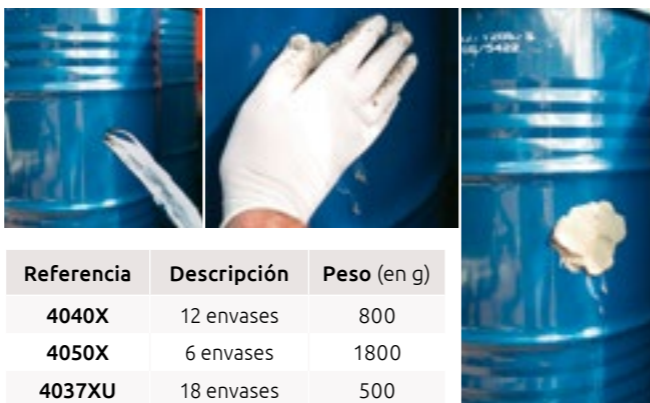 Referencia Descripción Peso (en g)
4040X 12 envases 800
4050X 6 envases 1800
4037XU 18 envases 500